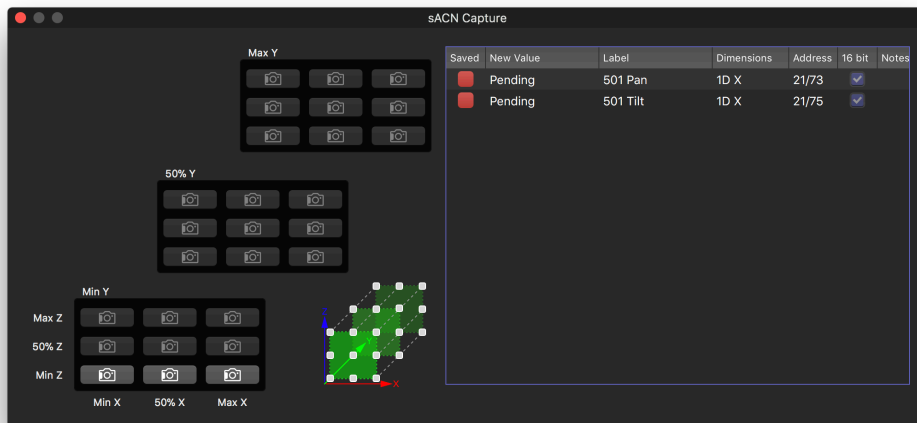 sACN Capture
Max Y
50% Y
Min Y
Max Z
50% Z
Min Z
Min X 50% X Max X
Z
Y
X
Saved New Value Label Dimensions Address 16 bit Notes
Pending 501 Pan 1D X 21/73
Pending 501 Tilt 1D X 21/75